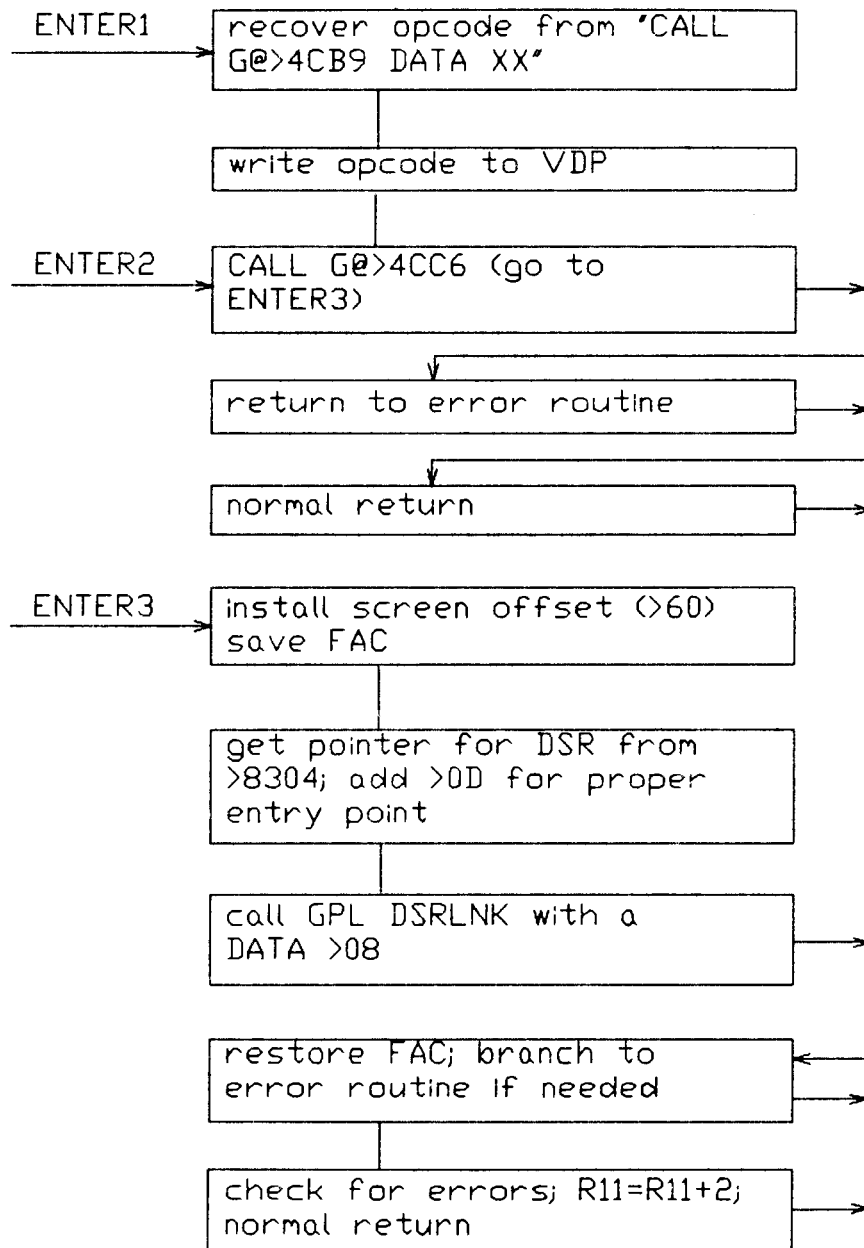 ENTER1
recover opcode from "CALL
G@>4CB9 DATA XX"
write opcode to VDP
ENTER2
CALL G@>4CC6 (go to
ENTER3)
return to error routine
normal return
ENTER3
install screen offset (>60)
save FAC
get pointer for DSR from
>8304; add >0D for proper
entry point
call GPL DSRLNK with a
DATA >08
restore FAC; branch to
error routine if needed
check for errors; R11=R11+2;
normal return